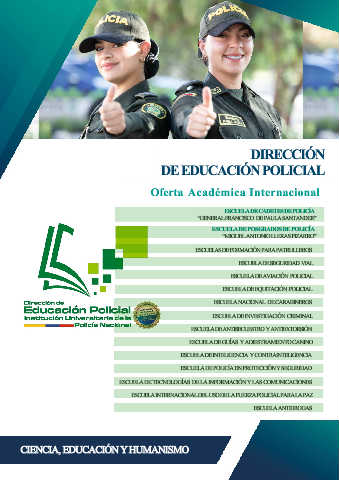 POLICÍA
POLICIA
DIRECCIÓN
DE EDUCACIÓN POLICIAL
Oferta Académica Internacional
ESCUELA DE CADETES DE POLICÍA
"GENERAL FRANCISCO DE PAULA SANTANDER"
ESCUELA DE POSGRADOS DE POLICÍA
"MIGUEL ANTONIO LLERAS PIZARRO"
ESCUELAS DE FORMACIÓN PARA PATRULLEROS
ESCUELA DE SEGURIDAD VIAL
ESCUELA DE AVIACIÓN POLICIAL
ESCUELA DE EQUITACIÓN POLICIAL
ESCUELA NACIONAL DE CARABINEROS
ESCUELA DE INVESTIGACIÓN CRIMINAL
ESCUELA DE ANTISECUESTRO Y ANTIEXTORSIÓN
ESCUELA DE GUÍAS Y ADIESTRAMIENTO CANINO
ESCUELA DE INTELIGENCIA Y CONTRAINTELIGENCIA
ESCUELA DE POLICÍA EN PROTECCIÓN Y SEGURIDAD
ESCUELA DE TECNOLOGÍAS DE LA INFORMACIÓN Y LAS COMUNICACIONES
ESCUELA INTERNACIONAL DEL USO DE LA FUERZA POLICIAL PARA LA PAZ
ESCUELA ANTIDROGAS
Dirección de
Educación Policial
Institución Universitaria de la
Policía Nacional
CIENCIA, EDUCACIÓN Y HUMANISMO